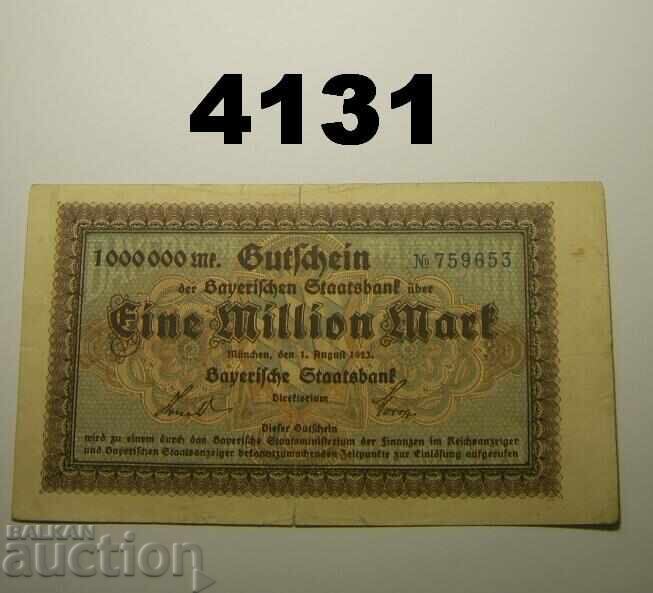 4131
1000000 Mk. Gutschein № 759653
der Bayerischen Staatsbank über
Eine Million Mark
München, den 1. August 1923.
Bayerische Staatsbank
Direktorium
Dieser Gutschein
wird zu einem durch das Bayerische Staatsministerium der Finanzen im Reichsanzeiger
und Bayerischen Staatsanzeiger bekanntzumachenden Zeitpunkte zur Einlösung aufgerufen
BALKAN
auction